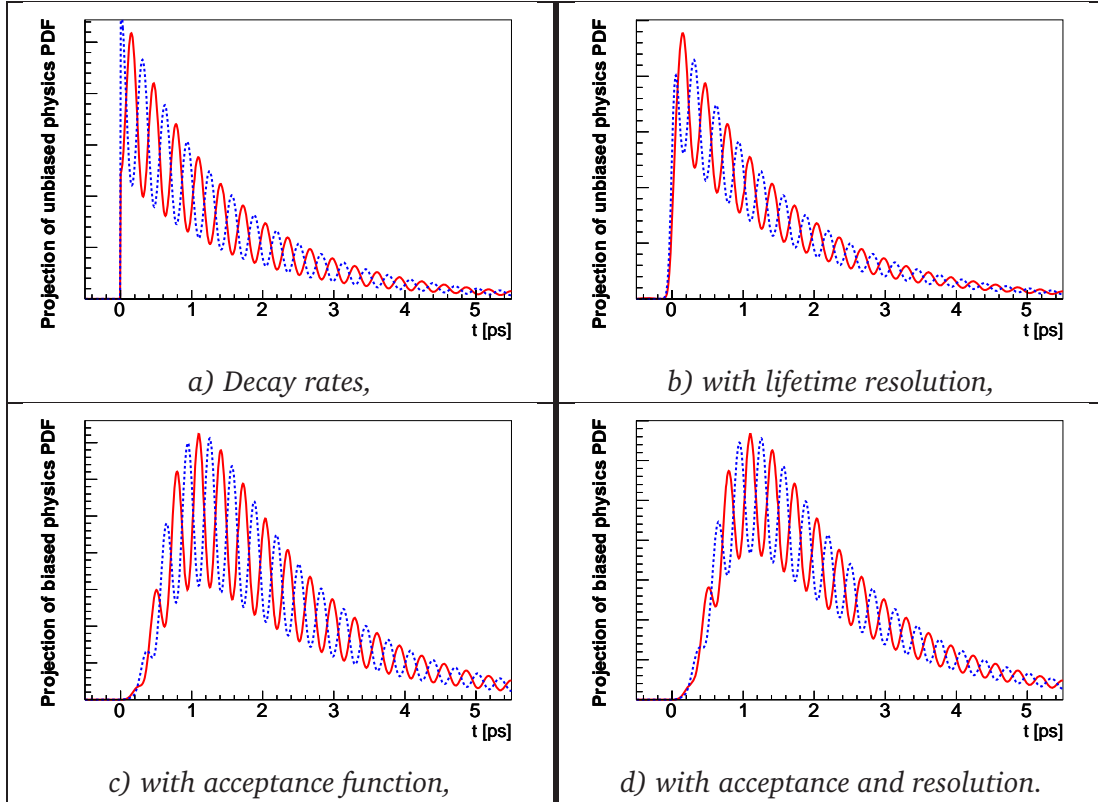 Projection of unbiased physics PDF
0 1 2 3 4 5
t [ps]
a) Decay rates,
Projection of unbiased physics PDF
0 1 2 3 4 5
t [ps]
b) with lifetime resolution,
Projection of biased physics PDF
0 1 2 3 4 5
t [ps]
c) with acceptance function,
Projection of biased physics PDF
0 1 2 3 4 5
t [ps]
d) with acceptance and resolution.